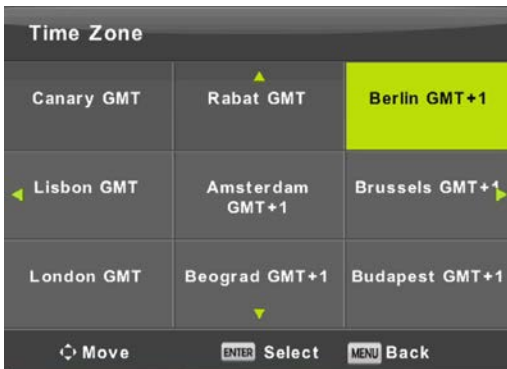 Time Zone
Canary GMT
Rabat GMT
Berlin GMT+1
Lisbon GMT
Amsterdam
GMT+1
Brussels GMT+1
London GMT
Beograd GMT+1
Budapest GMT+1
Move
ENTER Select
MENU Back